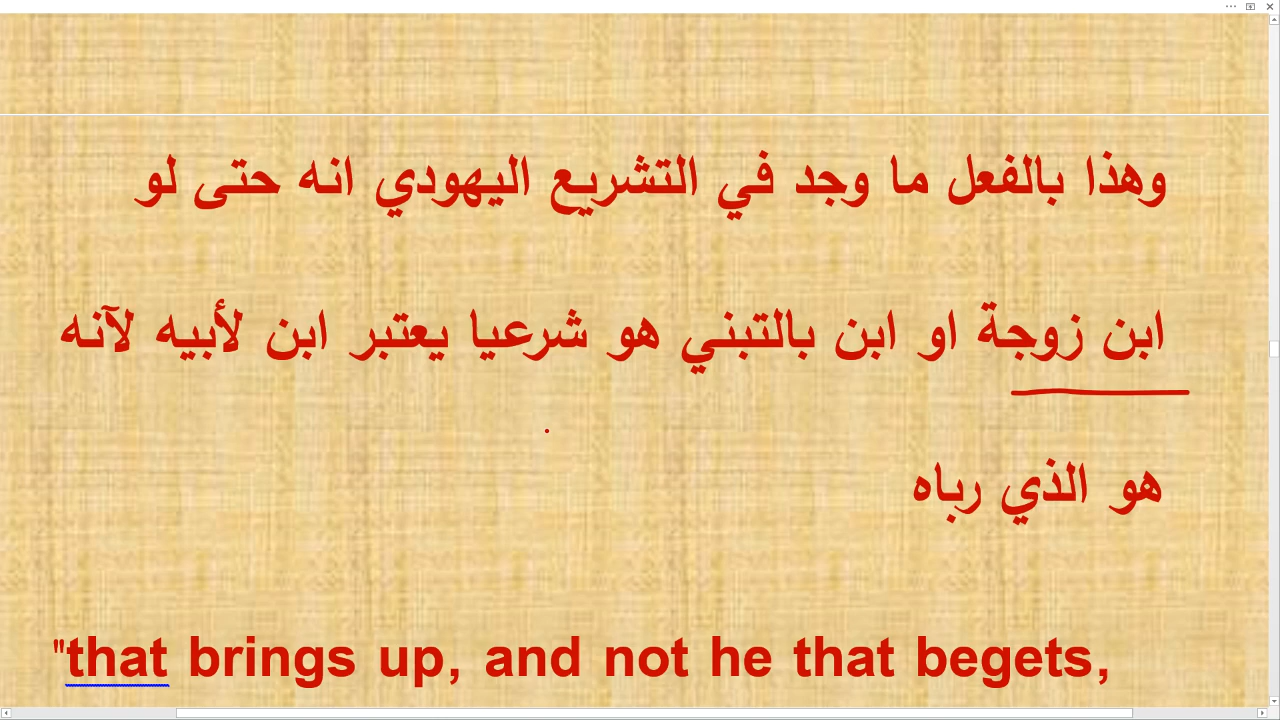 وهذا بالفعل ما وجد في التشريع اليهودي انه حتى لو
ابن زوجة او ابن بالتبني هو شرعيا يعتبر ابن لأبيه لآنه
هو الذي رباه
"that brings up, and not he that begets,